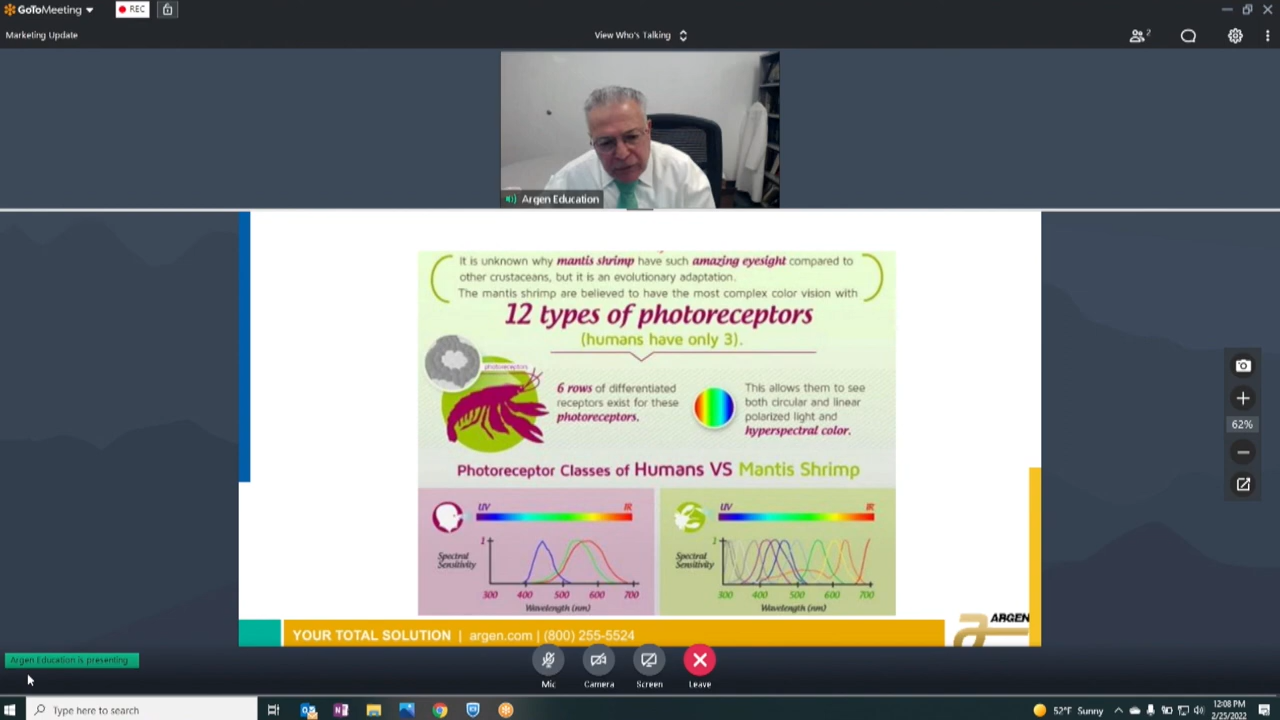 GoToMeeting
REC
Marketing Update
View Who's Talking
2
Argen Education
It is unknown why mantis shrimp have such amazing eyesight compared to
other crustaceans, but it is an evolutionary adaptation.
The mantis shrimp are believed to have the most complex color vision with
12 types of photoreceptors
(humans have only 3).
photoreceptors
6 rows of differentiated
receptors exist for these
photoreceptors.
This allows them to see
both circular and linear
polarized light and
hyperspectral color.
Photoreceptor Classes of Humans VS Mantis Shrimp
UV IR
1
Spectral
Sensitivity
300 400 500 600 700
Wavelength (nm)
UV IR
1
Spectral
Sensitivity
300 400 500 600 700
Wavelength (nm)
62%
YOUR TOTAL SOLUTION | argen.com | (800) 255-5524
ARGEN
Argen Education is presenting
Mic Camera Screen Leave
Type here to search
52°F Sunny
12:08 PM
2/25/2022